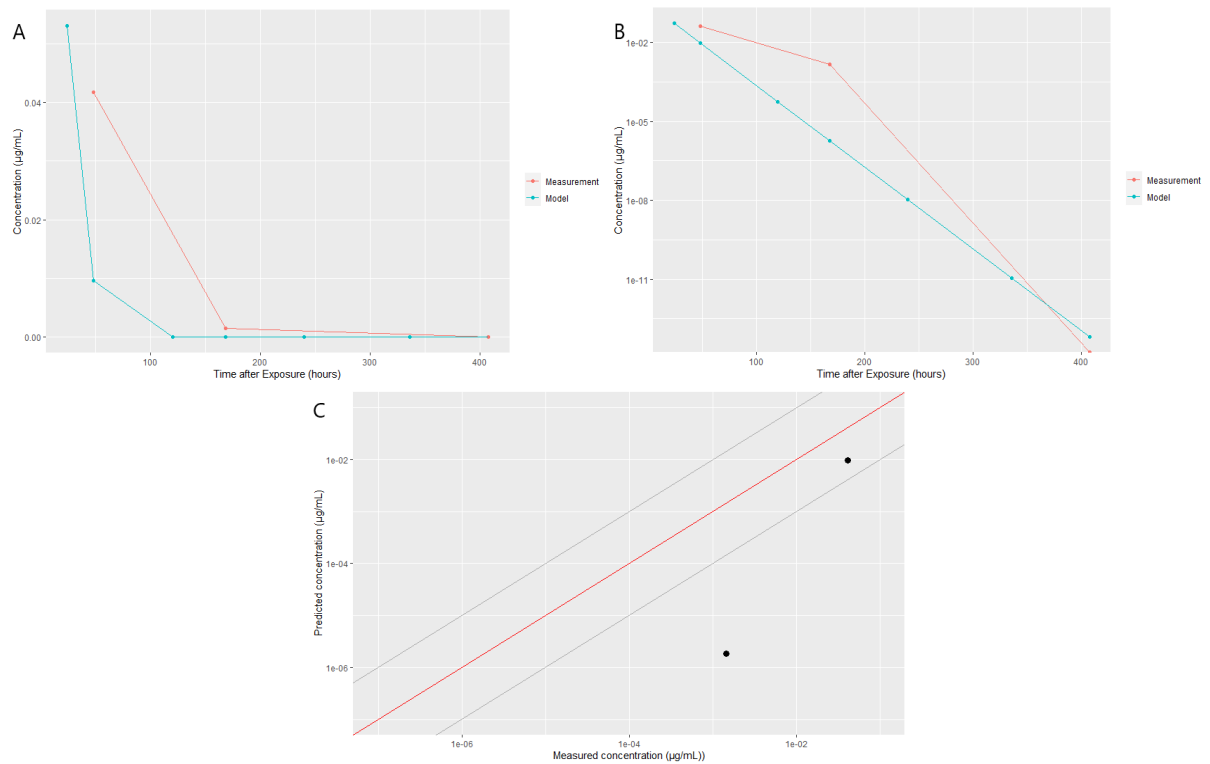 A
Concentration (µg/mL)
0.04
0.02
0.00
100
200
300
400
Time after Exposure (hours)
Measurement
Model
B
Concentration (µg/mL)
1e-02
1e-05
1e-08
1e-11
100
200
300
400
Time after Exposure (hours)
Measurement
Model
C
Predicted concentration (µg/mL)
1e-02
1e-04
1e-06
1e-06
1e-04
1e-02
Measured concentration (µg/mL))